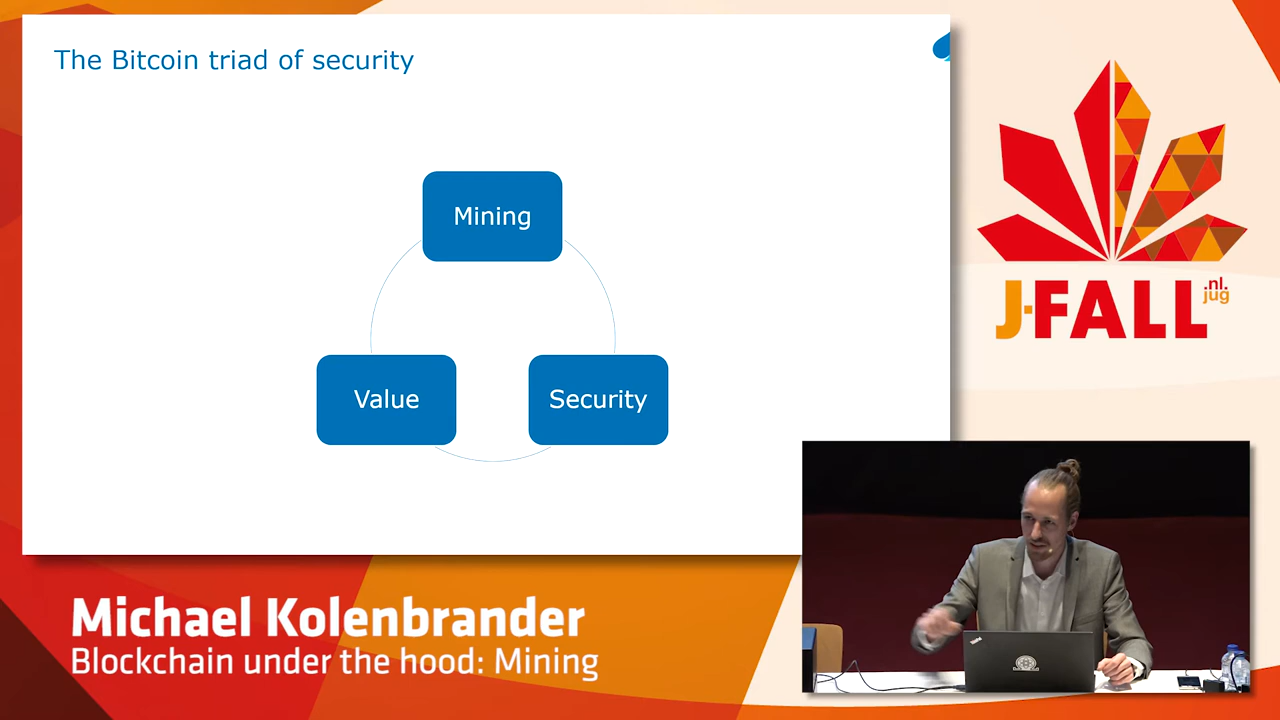 The Bitcoin triad of security
Mining
Value
Security
J-FALL
.nl.
jug
Michael Kolenbrander
Blockchain under the hood: Mining